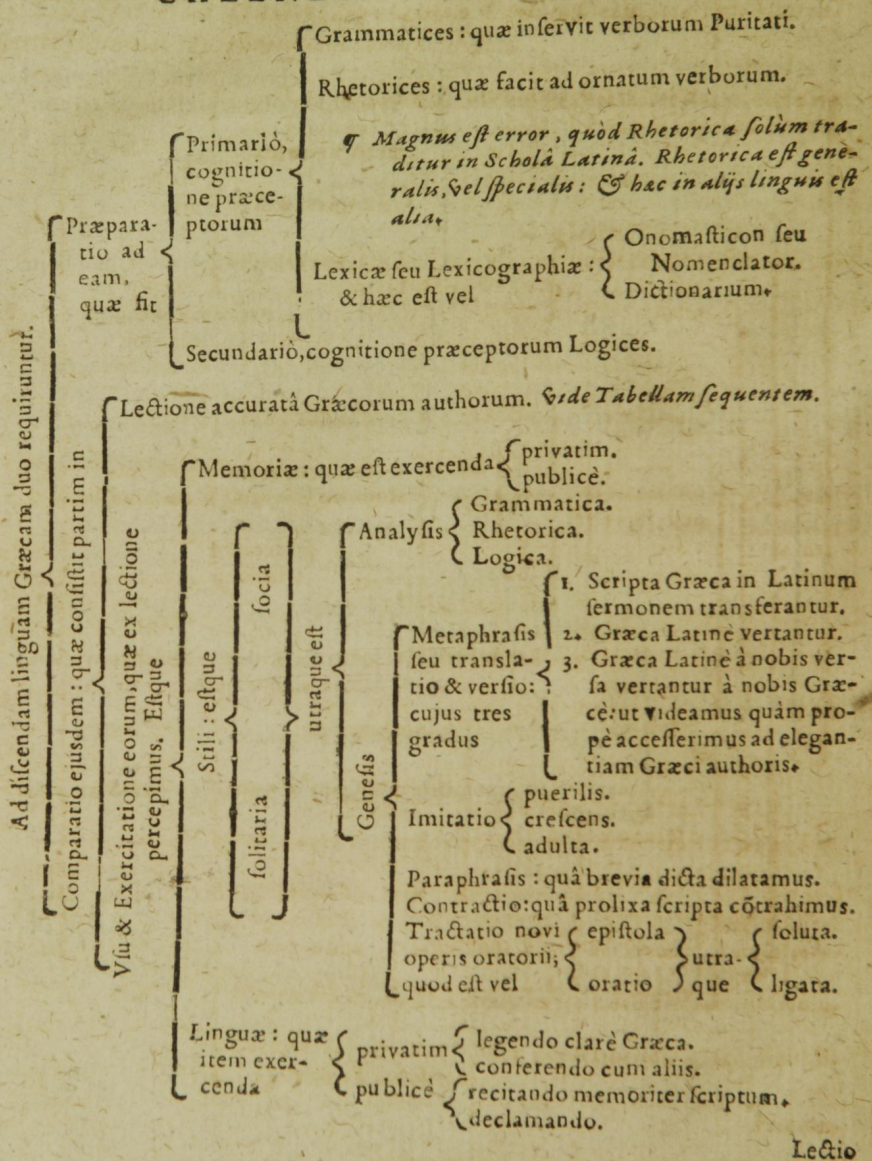 Ad discendam linguam Græcam duo requiruntur.
Præpara-
tio ad
eam,
quæ fit
Primariò,
cognitio-
ne præce-
ptorum
Grammatices : quæ inservit verborum Puritati.
Rhetorices : quæ facit ad ornatum verborum.
Magnus est error, quòd Rhetorica solùm tra-
ditur in Scholâ Latinâ. Rhetorica est gene-
ralis, vel specialis : & hæc in alijs linguis est
alia.
Lexicæ seu Lexicographiæ :
& hæc est vel
Onomasticon seu
Nomenclator.
Dictionarium.
Secundariò, cognitione præceptorum Logices.
Comparatio ejusdem : quæ consistit partim in
Lectione accuratâ Græcorum authorum. Vide Tabellam sequentem.
Vsu & Exercitatione eorum, quæ ex lectione
percepimus. Estque
Memoriæ : quæ est exercenda
privatim.
publicè.
Stili : estque
socia
solitaria
utraque est
Analysis
Grammatica.
Rhetorica.
Logica.
Genesis
Metaphrasis
seu transla-
tio & versio :
cujus tres
gradus
1. Scripta Græca in Latinum
sermonem transferantur.
2. Græca Latinè vertantur.
3. Græca Latinè à nobis ver-
sa vertantur à nobis Græ-
cè: ut videamus quàm pro-
pè accesserimus ad elegan-
tiam Græci authoris.
Imitatio
puerilis.
crescens.
adulta.
Paraphrasis : quâ brevia dicta dilatamus.
Contractio: quâ prolixa scripta cõtrahimus.
Tractatio novi
operis oratorii;
quod est vel
epistola
oratio
utra-
que
soluta.
ligata.
Linguæ : quæ
item exer-
cenda
privatim
legendo clarè Græca.
conferendo cum aliis.
publicè
recitando memoriter scriptum.
declamando.
Lectio